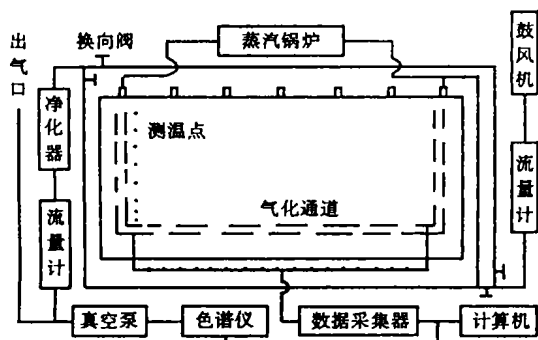 出气口
换向阀
蒸汽锅炉
鼓风机
净化器
测温点
流量计
气化通道
流量计
真空泵
色谱仪
数据采集器
计算机